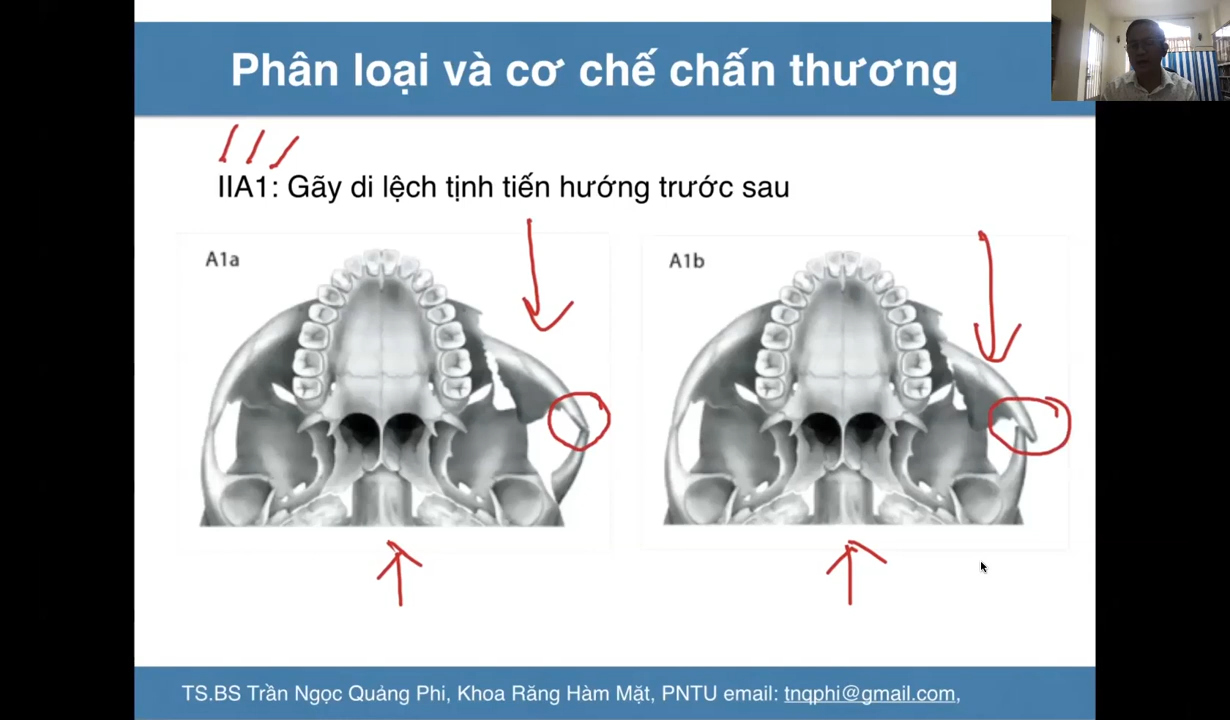 Phân loại và cơ chế chấn thương
IIA1: Gãy di lệch tịnh tiến hướng trước sau
A1a
A1b
TS.BS Trần Ngọc Quảng Phi, Khoa Răng Hàm Mặt, PNTU email: tnqphi@gmail.com,